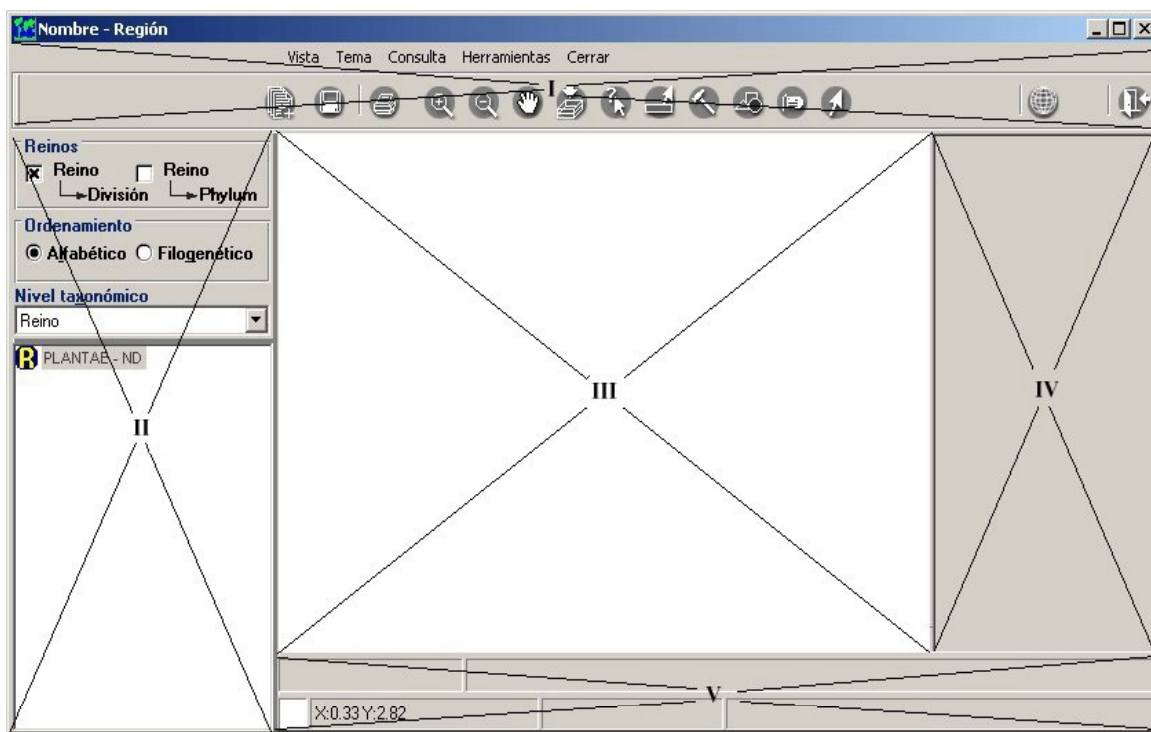 Nombre - Región
Vista Tema Consulta Herramientas Cerrar
I
Reinos
Reino Reino
División Phylum
Ordenamiento
Alfabético Filogenético
Nivel taxonómico
Reino
R PLANTAE - ND
II
III
IV
V
X:0.33 Y:2.82